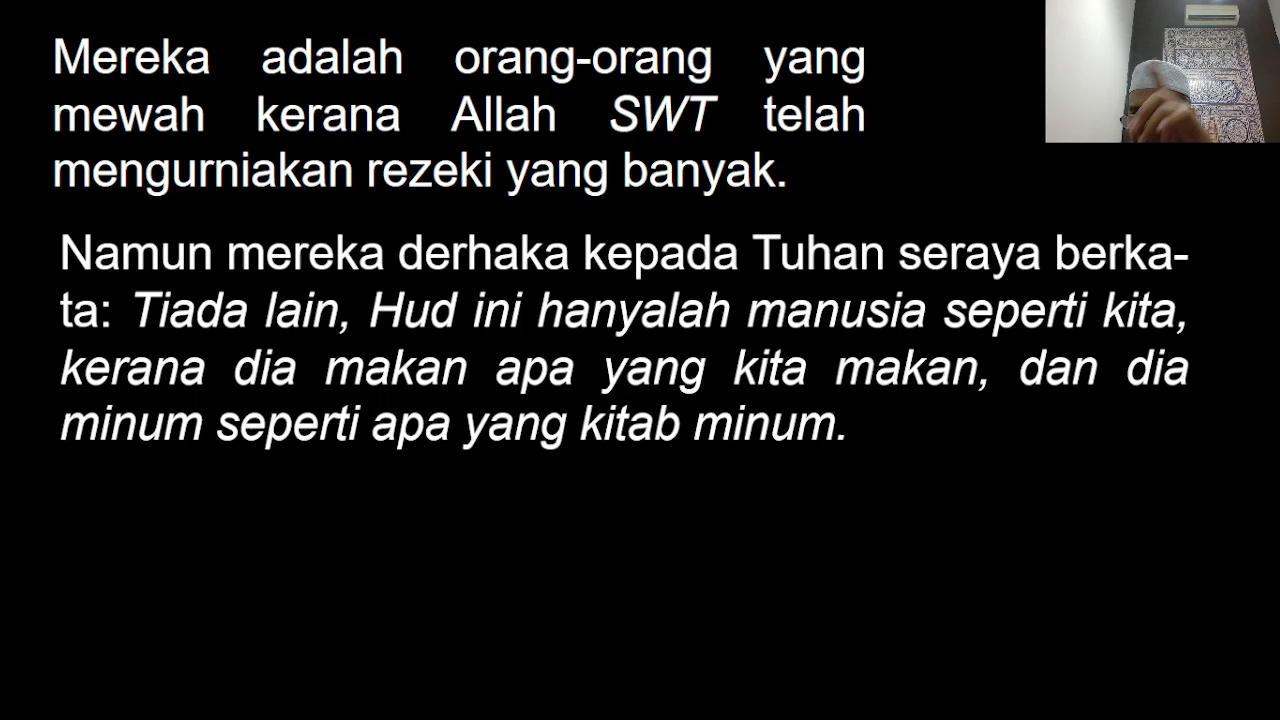 Mereka adalah orang-orang yang
mewah kerana Allah SWT telah
mengurniakan rezeki yang banyak.
Namun mereka derhaka kepada Tuhan seraya berka-
ta: Tiada lain, Hud ini hanyalah manusia seperti kita,
kerana dia makan apa yang kita makan, dan dia
minum seperti apa yang kitab minum.